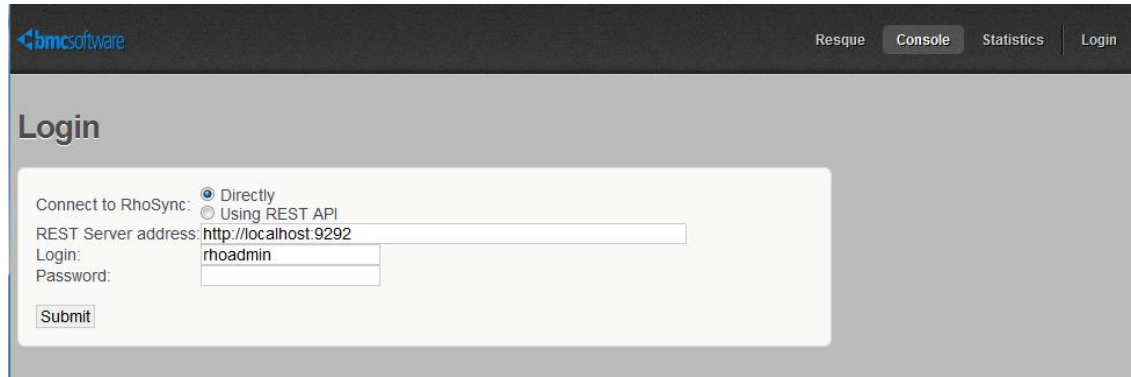 bmcsoftware
Resque Console Statistics Login
Login
Connect to RhoSync: Directly
Using REST API
REST Server address: http://localhost:9292
Login: rhoadmin
Password:
Submit